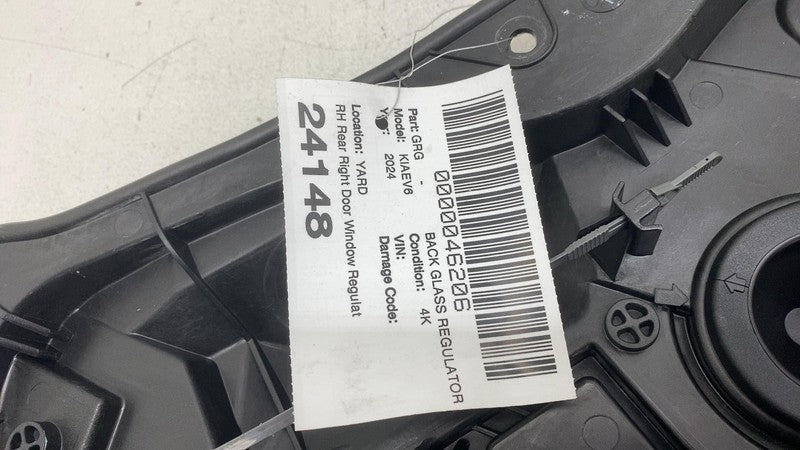 0000046206
BACK GLASS REGULATOR
Part: GRG -
Condition: 4K
Model: KIAEV6
VIN:
2024
Damage Code:
Location: YARD
RH Rear Right Door Window Regulat
24148